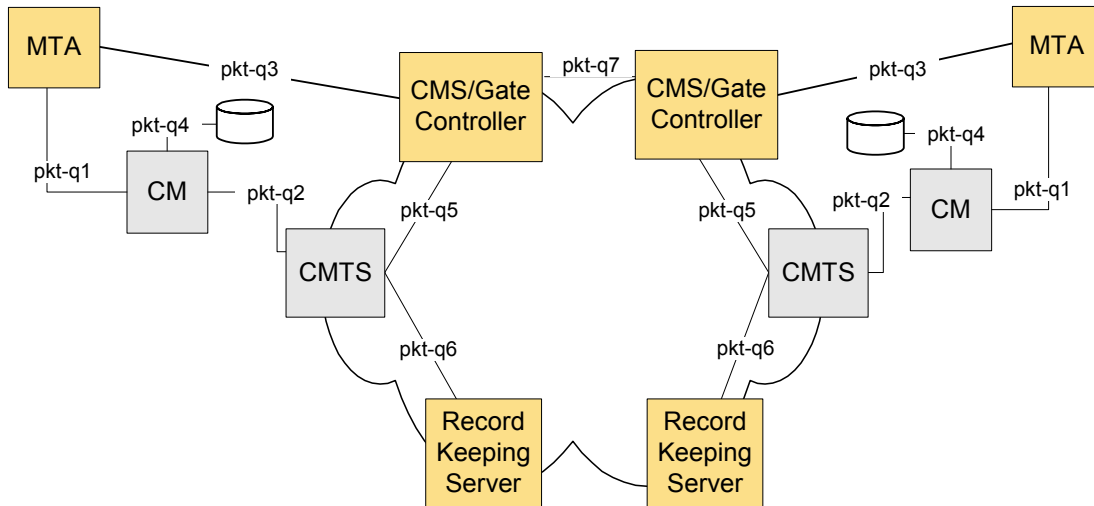 MTA
MTA
pkt-q3
pkt-q7
pkt-q3
CMS/Gate
Controller
CMS/Gate
Controller
pkt-q4
pkt-q4
pkt-q1
pkt-q1
CM
pkt-q2
pkt-q5
pkt-q5
pkt-q2
CM
CMTS
CMTS
pkt-q6
pkt-q6
Record
Keeping
Server
Record
Keeping
Server